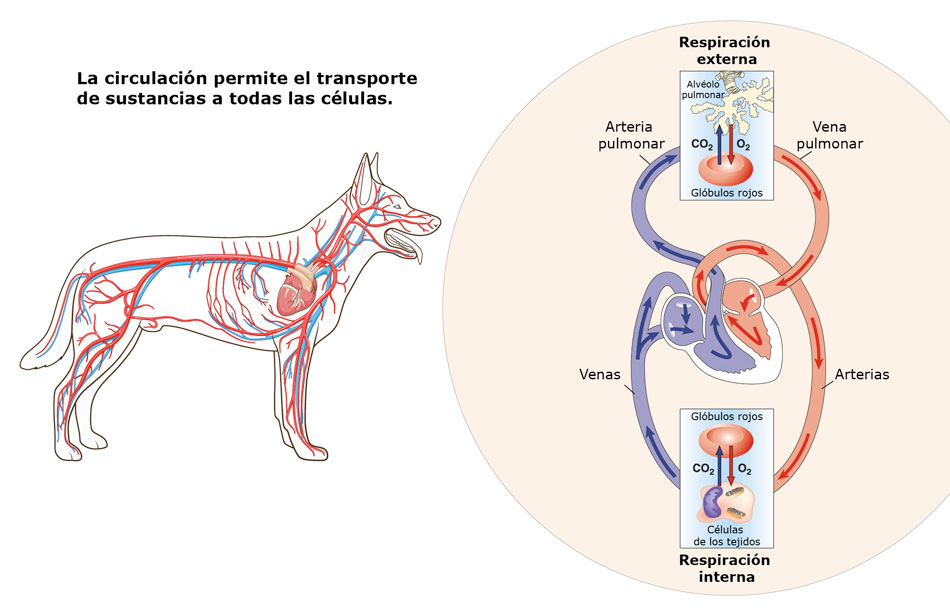 La circulación permite el transporte
de sustancias a todas las células.
Respiración
externa
Alvéolo
pulmonar
CO₂
O₂
Glóbulos rojos
Arteria
pulmonar
Vena
pulmonar
Venas
Arterias
Glóbulos rojos
CO₂
O₂
Células
de los tejidos
Respiración
interna